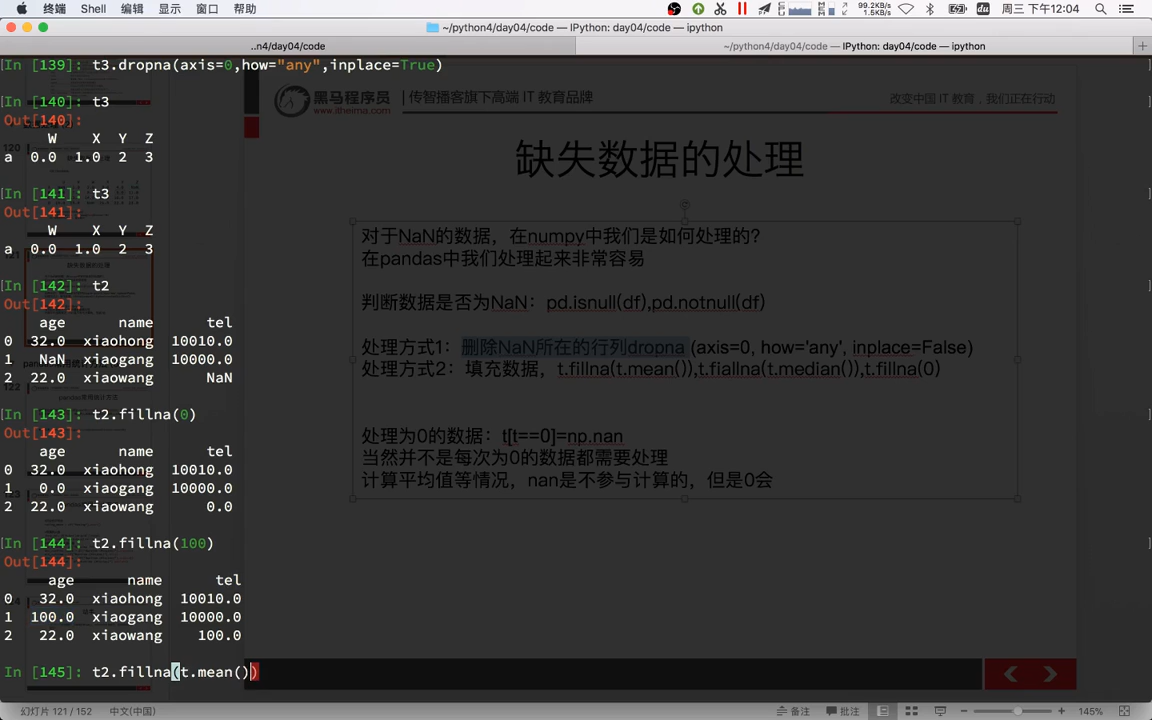 终端 Shell 编辑 显示 窗口 帮助 99.2KB/s 1.5KB/s 周三 下午12:04
~/python4/day04/code — IPython: day04/code — ipython
..n4/day04/code
~/python4/day04/code — IPython: day04/code — ipython
In [139]: t3.dropna(axis=0,how="any",inplace=True)
In [140]: t3
Out[140]:
W X Y Z
a 0.0 1.0 2 3
In [141]: t3
Out[141]:
W X Y Z
a 0.0 1.0 2 3
In [142]: t2
Out[142]:
age name tel
0 32.0 xiaohong 10010.0
1 NaN xiaogang 10000.0
2 22.0 xiaowang NaN
In [143]: t2.fillna(0)
Out[143]:
age name tel
0 32.0 xiaohong 10010.0
1 0.0 xiaogang 10000.0
2 22.0 xiaowang 0.0
In [144]: t2.fillna(100)
Out[144]:
age name tel
0 32.0 xiaohong 10010.0
1 100.0 xiaogang 10000.0
2 22.0 xiaowang 100.0
In [145]: t2.fillna(t.mean())
黑马程序员
www.itheima.com
传智播客旗下高端 IT 教育品牌
改变中国 IT 教育，我们正在行动
缺失数据的处理
对于NaN的数据，在numpy中我们是如何处理的?
在pandas中我们处理起来非常容易
判断数据是否为NaN：pd.isnull(df),pd.notnull(df)
处理方式1：删除NaN所在的行列dropna (axis=0, how='any', inplace=False)
处理方式2：填充数据，t.fillna(t.mean()),t.fiallna(t.median()),t.fillna(0)
处理为0的数据：t[t==0]=np.nan
当然并不是每次为0的数据都需要处理
计算平均值等情况，nan是不参与计算的，但是0会
幻灯片 121 / 152 中文(中国) 备注 批注 145%